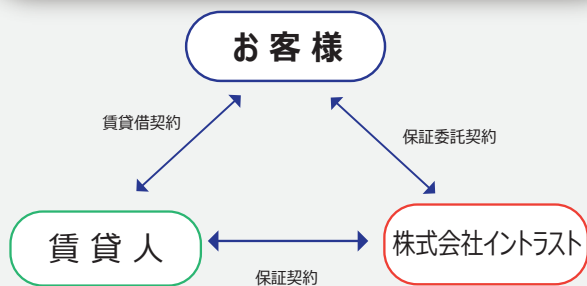 お客様
賃貸借契約
保証委託契約
賃貸人
株式会社イントラスト
保証契約